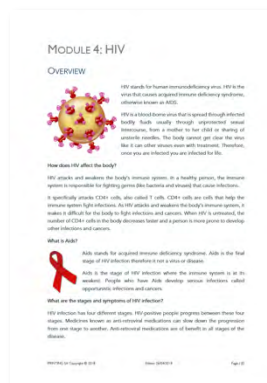 MODULE 4: HIV
OVERVIEW
HIV stands for human immunodeficiency virus. HIV is the
virus that causes acquired immune deficiency syndrome,
otherwise known as AIDS.
HIV is a blood-borne virus that is spread through infected
bodily fluids usually through unprotected sexual
intercourse, from a mother to her child or sharing of
unsterile needles. The body cannot get clear the virus
like it can other viruses even with treatment. Therefore,
once you are infected you are infected for life.
How does HIV affect the body?
HIV attacks and weakens the body's immune system. In a healthy person, the immune
system is responsible for fighting germs (like bacteria and viruses) that cause infections.
It specifically attacks CD4+ cells, also called T cells. CD4+ cells are cells that help the
immune system fight infections. As HIV attacks and weakens the body's immune system, it
makes it difficult for the body to fight infections and cancers. When HIV is untreated, the
number of CD4+ cells in the body decreases faster and a person is more prone to develop
other infections and cancers.
What is Aids?
Aids stands for acquired immune deficiency syndrome. Aids is the final
stage of HIV infection therefore it not a virus or disease.
Aids is the stage of HIV infection where the immune system is in its
weakest. People who have Aids develop serious infections called
opportunistic infections and cancers.
What are the stages and symptoms of HIV infection?
HIV infection has four different stages. HIV-positive people progress between these four
stages. Medicines known as anti-retroviral medications can slow down the progression
from one stage to another. Anti-retroviral medications are of benefit in all stages of the
disease.
Copyright © 2018